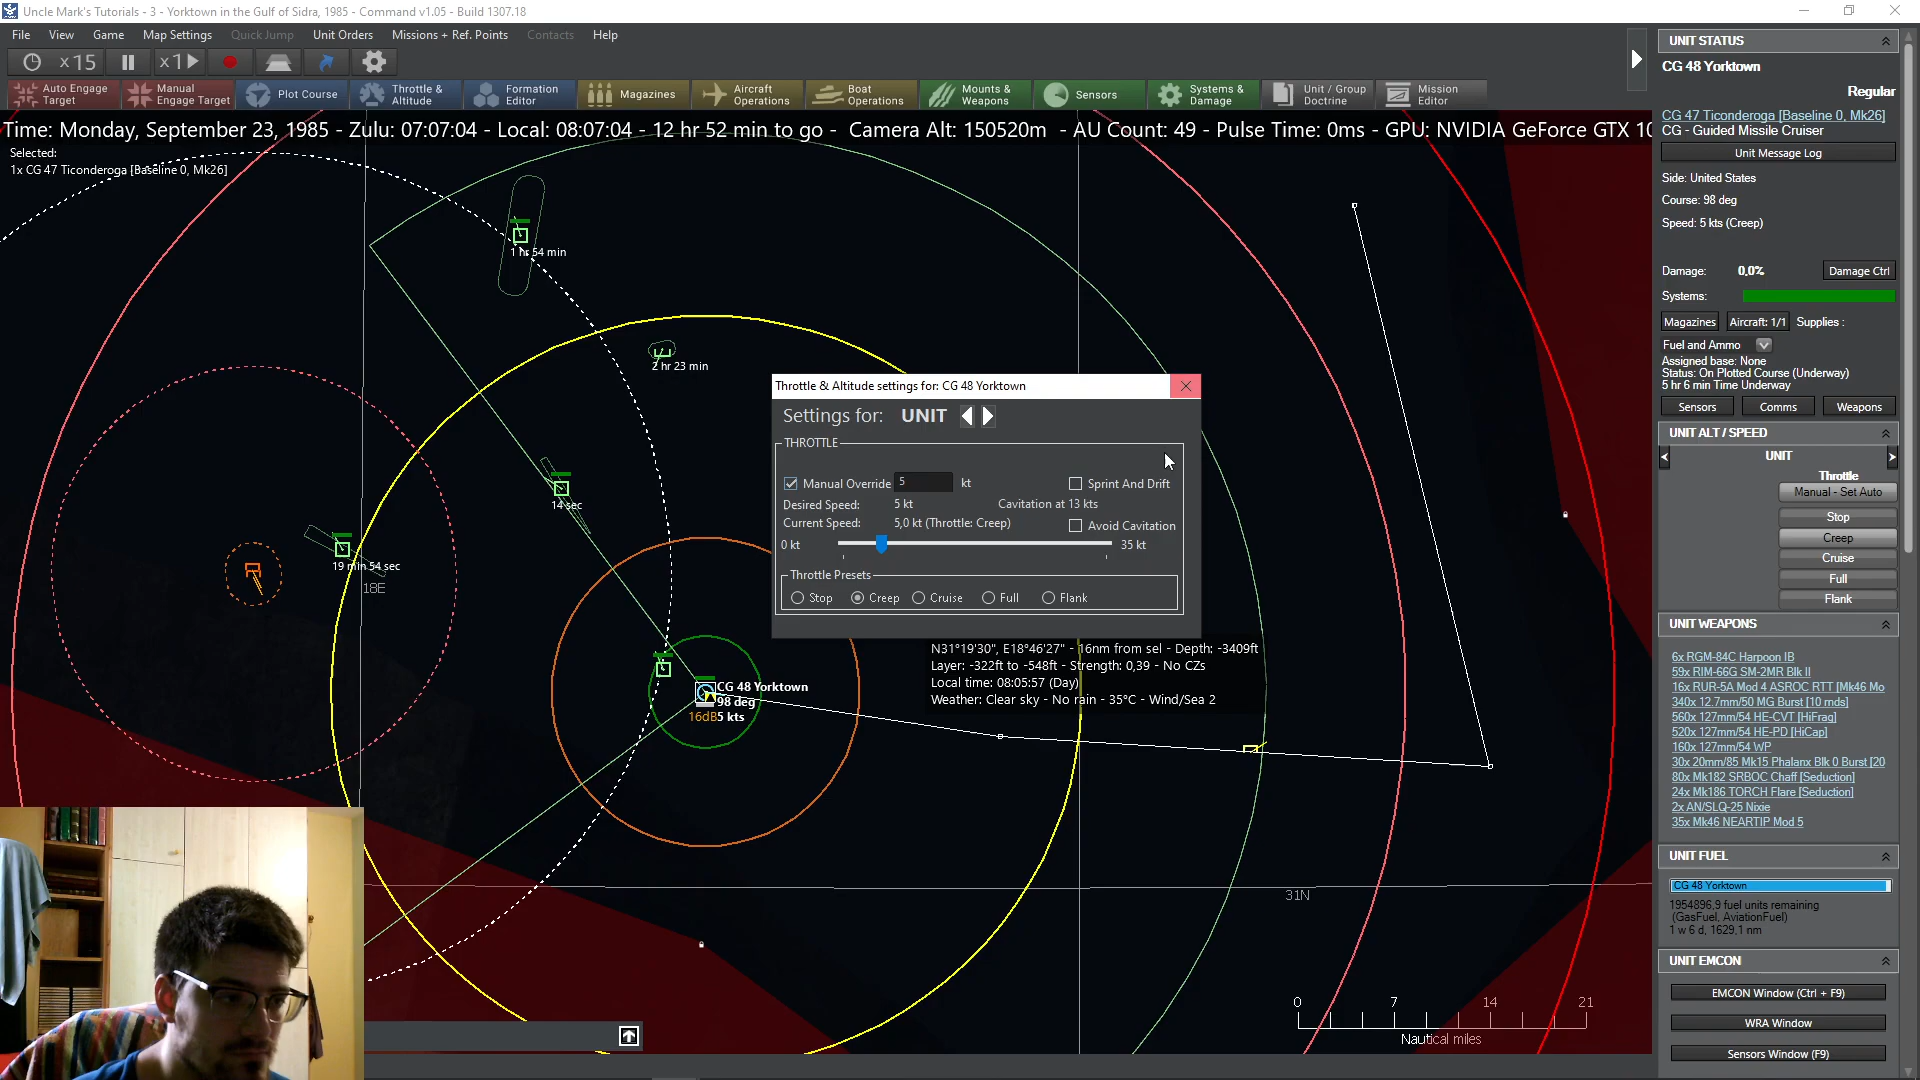 Uncle Mark's Tutorials - 3 - Yorktown in the Gulf of Sidra, 1985 - Command v1.05 - Build 1307.18
File View Game Map Settings Quick Jump Unit Orders Missions + Ref. Points Contacts Help
x 15 x 1
Auto Engage Target
Manual Engage Target
Plot Course
Throttle & Altitude
Formation Editor
Magazines
Aircraft Operations
Boat Operations
Mounts & Weapons
Sensors
Systems & Damage
Unit / Group Doctrine
Mission Editor
Time: Monday, September 23, 1985 - Zulu: 07:07:04 - Local: 08:07:04 - 12 hr 52 min to go - Camera Alt: 150520m - AU Count: 49 - Pulse Time: 0ms - GPU: NVIDIA GeForce GTX 10
Selected:
1x CG 47 Ticonderoga [Baseline 0, Mk26]
1 hr 54 min
2 hr 23 min
14 sec
19 min 54 sec
18E
Throttle & Altitude settings for: CG 48 Yorktown
Settings for: UNIT
THROTTLE
Manual Override 5 kt
Sprint And Drift
Desired Speed: 5 kt
Cavitation at 13 kts
Current Speed: 5,0 kt (Throttle: Creep)
Avoid Cavitation
0 kt 35 kt
Throttle Presets
Stop Creep Cruise Full Flank
N31°19'30", E18°46'27" - 16nm from sel - Depth: -3409ft
Layer: -322ft to -548ft - Strength: 0,39 - No CZs
Local time: 08:05:57 (Day)
Weather: Clear sky - No rain - 35°C - Wind/Sea 2
CG 48 Yorktown
98 deg
16dB 5 kts
31N
0 7 14 21
Nautical miles
UNIT STATUS
CG 48 Yorktown
Regular
CG 47 Ticonderoga [Baseline 0, Mk26]
CG - Guided Missile Cruiser
Unit Message Log
Side: United States
Course: 98 deg
Speed: 5 kts (Creep)
Damage: 0,0% Damage Ctrl
Systems:
Magazines Aircraft: 1/1 Supplies :
Fuel and Ammo
Assigned base: None
Status: On Plotted Course (Underway)
5 hr 6 min Time Underway
Sensors Comms Weapons
UNIT ALT / SPEED
< UNIT >
Throttle
Manual - Set Auto
Stop
Creep
Cruise
Full
Flank
UNIT WEAPONS
6x RGM-84C Harpoon IB
59x RIM-66G SM-2MR Blk II
16x RUR-5A Mod 4 ASROC RTT [Mk46 Mo
340x 12.7mm/50 MG Burst [10 rnds]
560x 127mm/54 HE-CVT [HiFrag]
520x 127mm/54 HE-PD [HiCap]
160x 127mm/54 WP
30x 20mm/85 Mk15 Phalanx Blk 0 Burst [20
80x Mk182 SRBOC Chaff [Seduction]
24x Mk186 TORCH Flare [Seduction]
2x AN/SLQ-25 Nixie
35x Mk46 NEARTIP Mod 5
UNIT FUEL
CG 48 Yorktown
1954896,9 fuel units remaining
(GasFuel, AviationFuel)
1 w 6 d, 1629,1 nm
UNIT EMCON
EMCON Window (Ctrl + F9)
WRA Window
Sensors Window (F9)